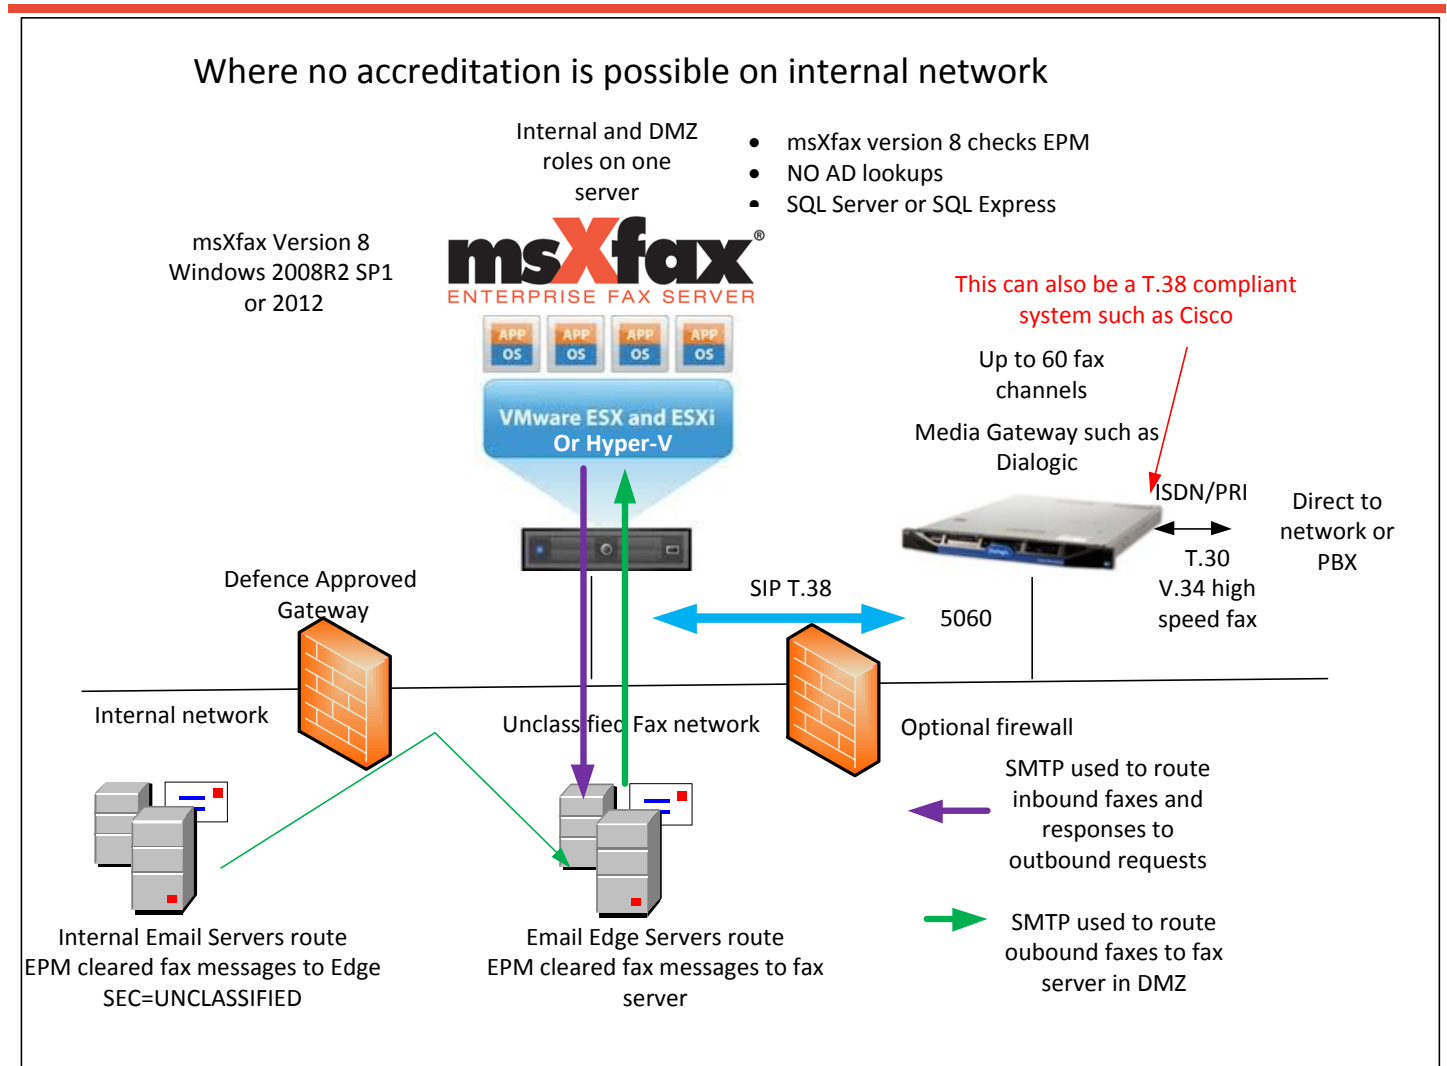 Where no accreditation is possible on internal network
Internal and DMZ
roles on one
server
• msXfax version 8 checks EPM
• NO AD lookups
• SQL Server or SQL Express
msXfax Version 8
Windows 2008R2 SP1
or 2012
msXfax®
ENTERPRISE FAX SERVER
This can also be a T.38 compliant
system such as Cisco
APP
OS
APP
OS
APP
OS
APP
OS
Up to 60 fax
channels
VMware ESX and ESXi
Or Hyper-V
Media Gateway such as
Dialogic
ISDN/PRI
Direct to
network or
PBX
T.30
V.34 high
speed fax
Defence Approved
Gateway
SIP T.38
5060
Internal network
Unclassified Fax network
Optional firewall
SMTP used to route
inbound faxes and
responses to
outbound requests
SMTP used to route
oubound faxes to fax
server in DMZ
Internal Email Servers route
EPM cleared fax messages to Edge
SEC=UNCLASSIFIED
Email Edge Servers route
EPM cleared fax messages to fax
server